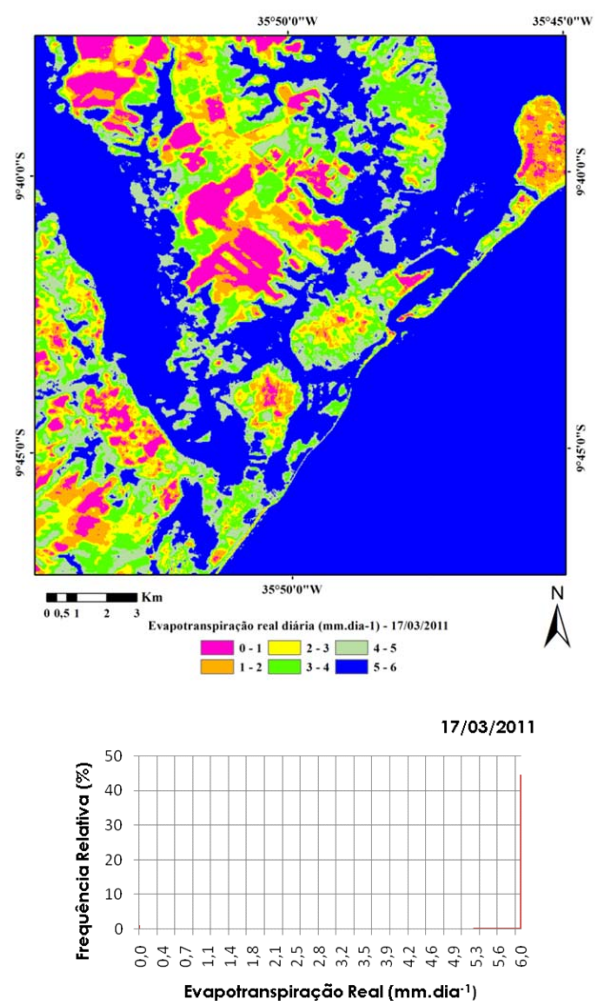 35°50'0"W 35°45'0"W
9°40'0"S 9°40'0"S
9°45'0"S 9°45'0"S
35°50'0"W
Km
0 0,5 1 2 3
N
Evapotranspiração real diária (mm.dia-1) - 17/03/2011
0 - 1 2 - 3 4 - 5
1 - 2 3 - 4 5 - 6
17/03/2011
Frequência Relativa (%)
50
40
30
20
10
0
0,0 0,4 0,7 1,1 1,4 1,8 2,1 2,5 2,8 3,2 3,5 3,9 4,2 4,6 4,9 5,3 5,6 6,0
Evapotranspiração Real (mm.dia-¹)